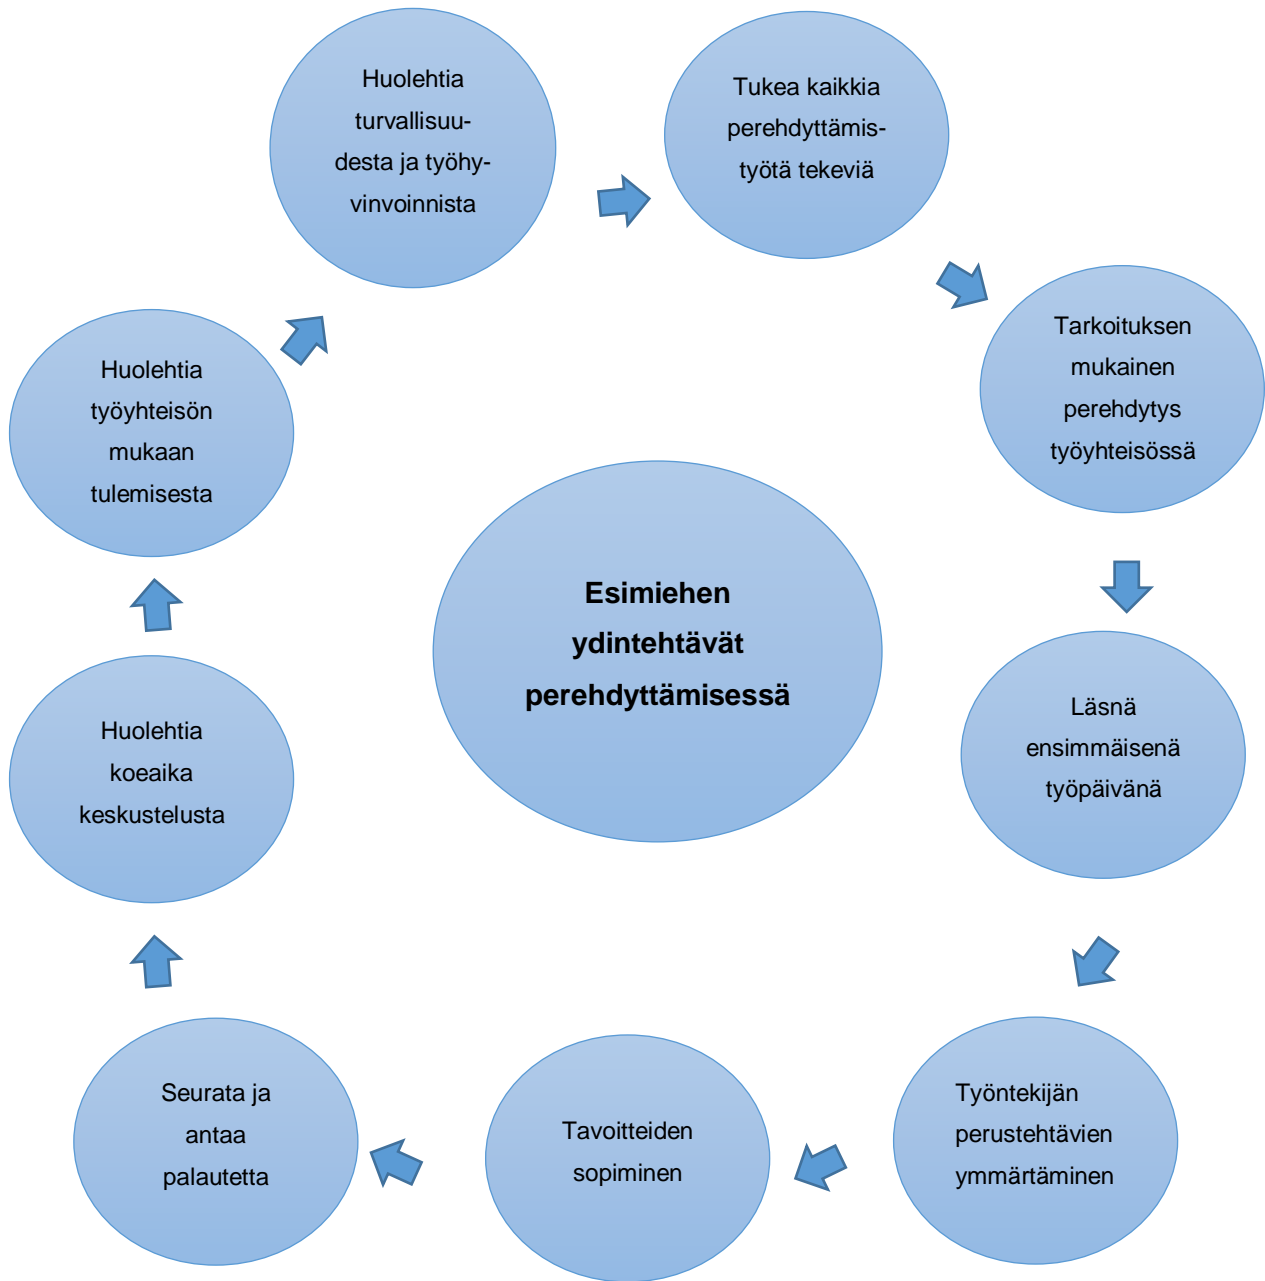 Huolehtia
turvallisuu-
desta ja työhy-
vinvoinnista
Tukea kaikkia
perehdyttämis-
työtä tekeviä
Tarkoituksen
mukainen
perehdytys
työyhteisössä
Läsnä
ensimmäisenä
työpäivänä
Työntekijän
perustehtävien
ymmärtäminen
Tavoitteiden
sopiminen
Seurata ja
antaa
palautetta
Huolehtia
koeaika
keskustelusta
Huolehtia
työyhteisön
mukaan
tulemisesta
Esimiehen
ydintehtävät
perehdyttämisessä